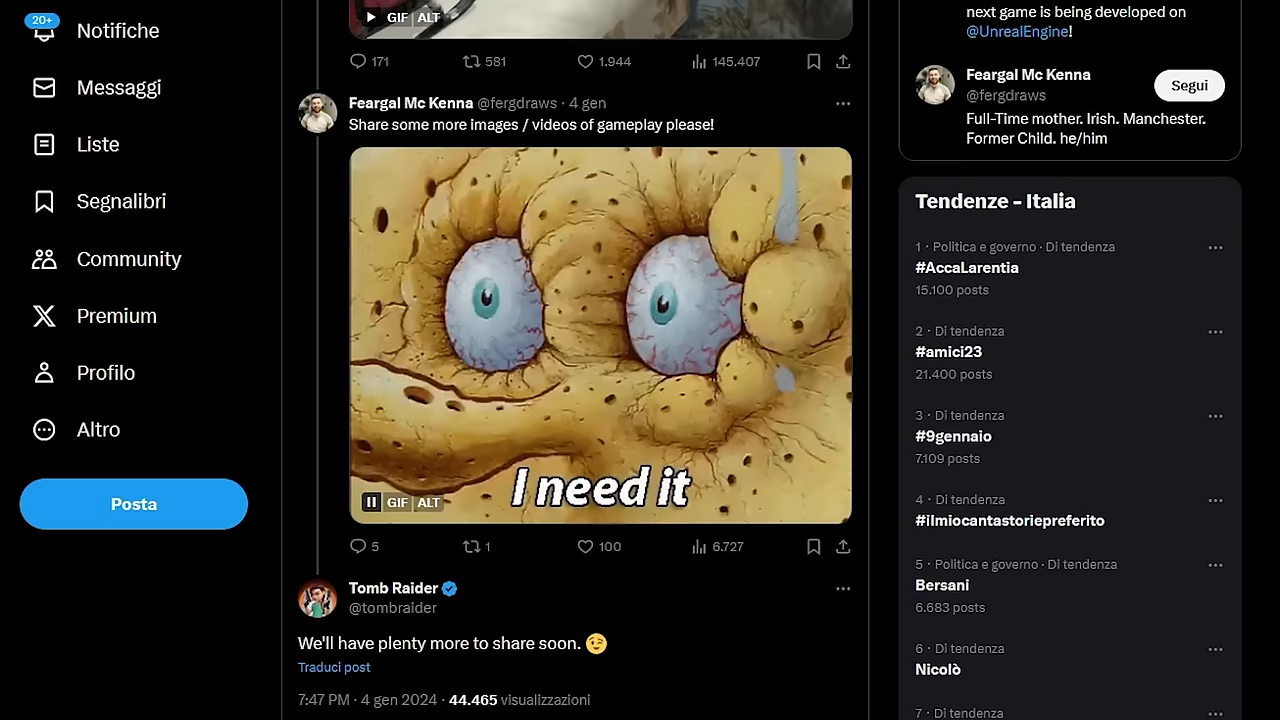 20+
Notifiche
Messaggi
Liste
Segnalibri
Community
Premium
Profilo
Altro
Posta
GIF ALT
171 581 1.944 145.407
Feargal Mc Kenna @fergdraws · 4 gen
Share some more images / videos of gameplay please!
I need it
GIF ALT
5 1 100 6.727
Tomb Raider
@tombraider
We'll have plenty more to share soon. 😉
Traduci post
7:47 PM · 4 gen 2024 · 44.465 visualizzazioni
next game is being developed on
@UnrealEngine!
Feargal Mc Kenna
@fergdraws
Segui
Full-Time mother. Irish. Manchester.
Former Child. he/him
Tendenze - Italia
1 · Politica e governo · Di tendenza
#AccaLarentia
15.100 posts
2 · Di tendenza
#amici23
21.400 posts
3 · Di tendenza
#9gennaio
7.109 posts
4 · Di tendenza
#ilmiocantastoriepreferito
5 · Politica e governo · Di tendenza
Bersani
6.683 posts
6 · Di tendenza
Nicolò
7 · Di tendenza